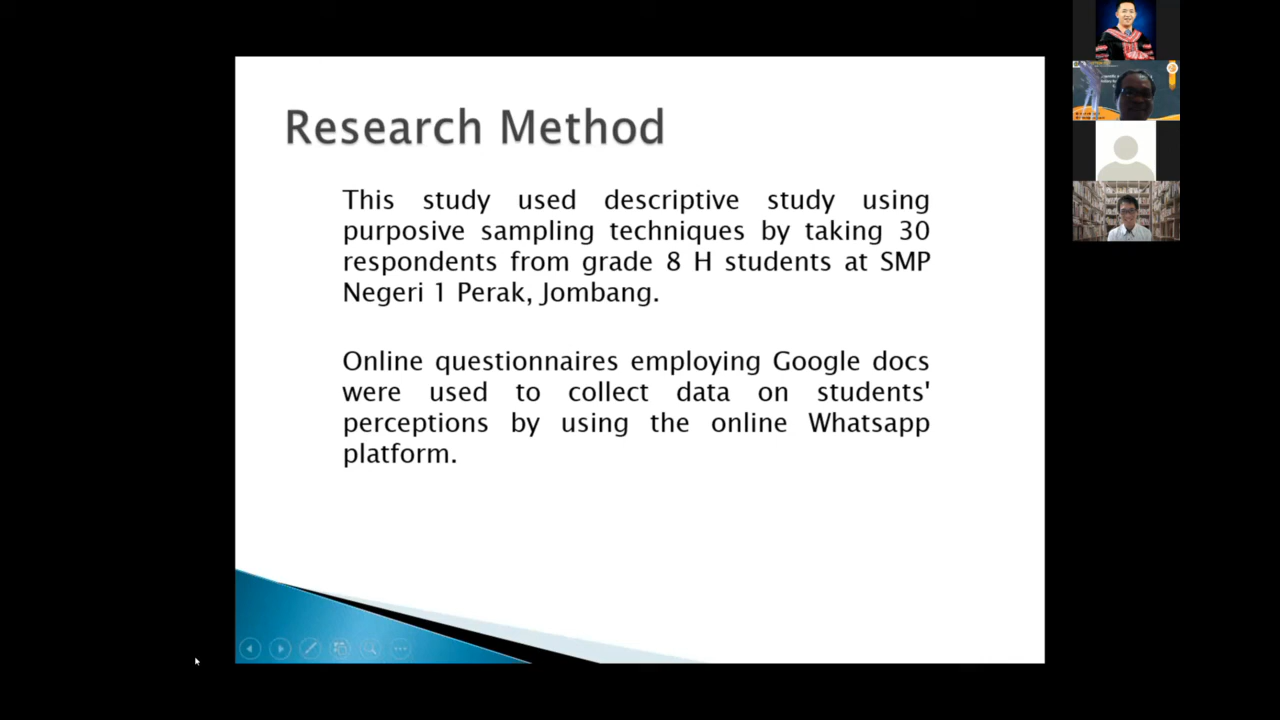 Research Method
This study used descriptive study using
purposive sampling techniques by taking 30
respondents from grade 8 H students at SMP
Negeri 1 Perak, Jombang.
Online questionnaires employing Google docs
were used to collect data on students'
perceptions by using the online Whatsapp
platform.